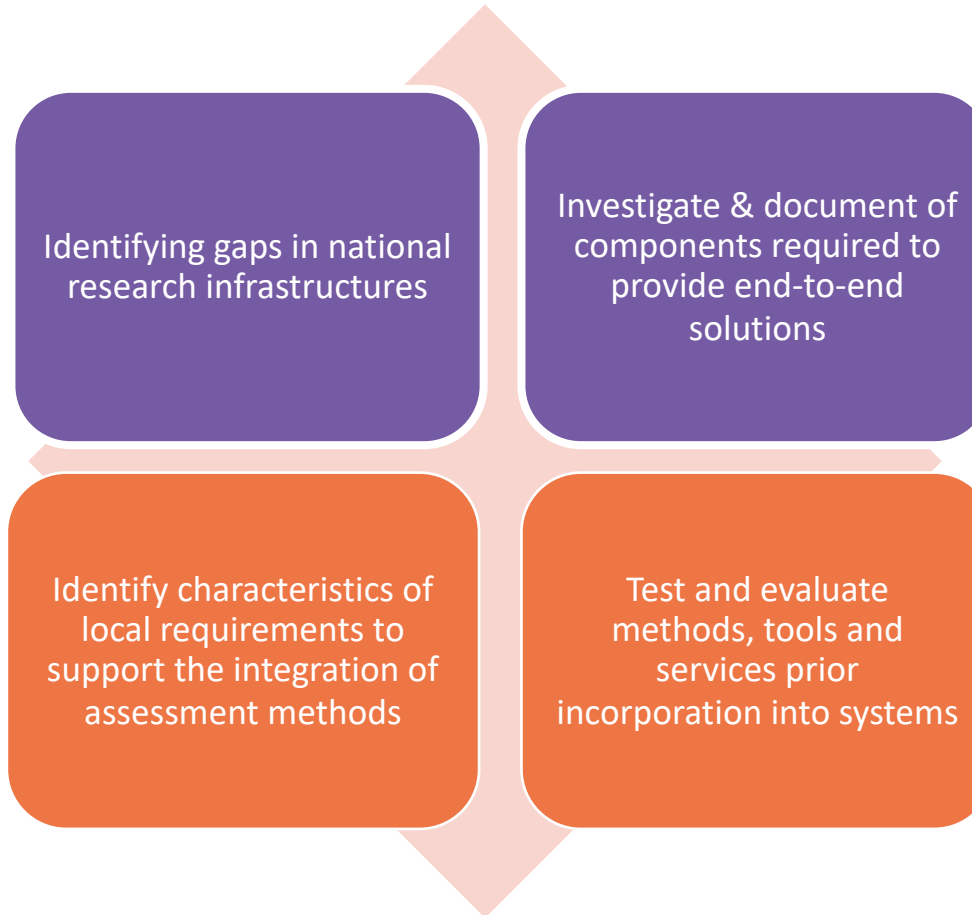 Identifying gaps in national
research infrastructures
Investigate & document of
components required to
provide end-to-end
solutions
Identify characteristics of
local requirements to
support the integration of
assessment methods
Test and evaluate
methods, tools and
services prior
incorporation into systems